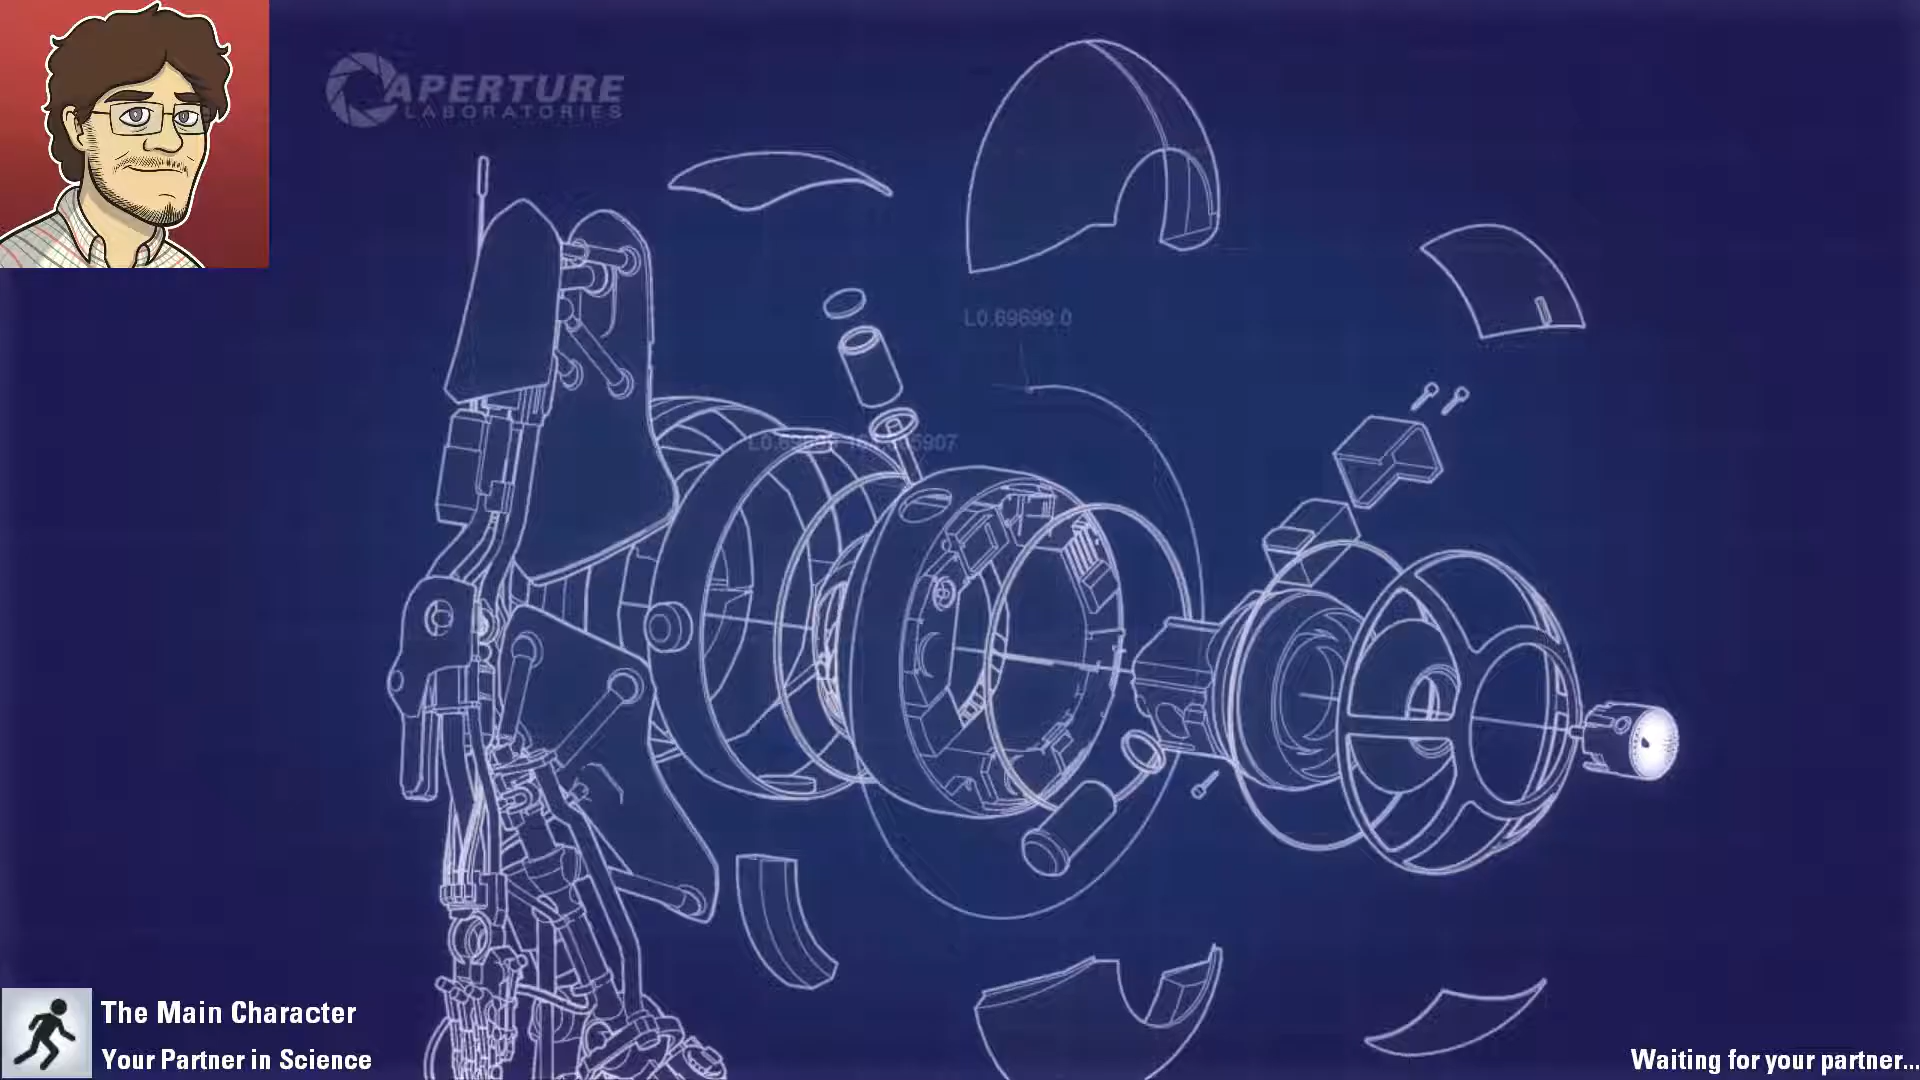 APERTURE
LABORATORIES
L0.69699.0
The Main Character
Your Partner in Science
Waiting for your partner...